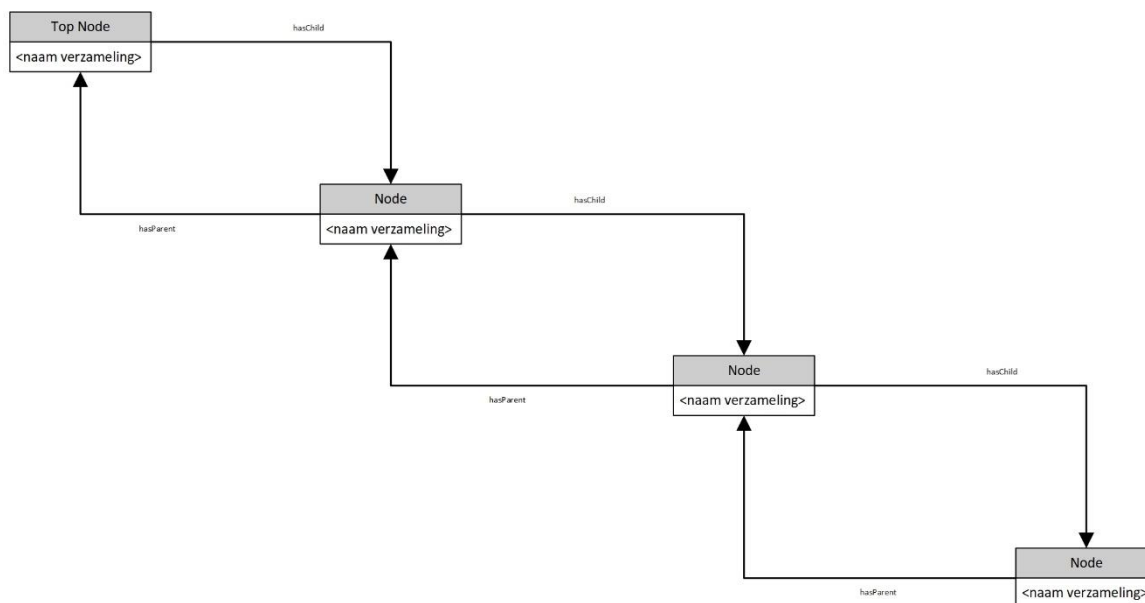 Top Node
<naam verzameling>
hasChild
Node
<naam verzameling>
hasParent
hasChild
Node
<naam verzameling>
hasParent
hasChild
Node
<naam verzameling>
hasParent